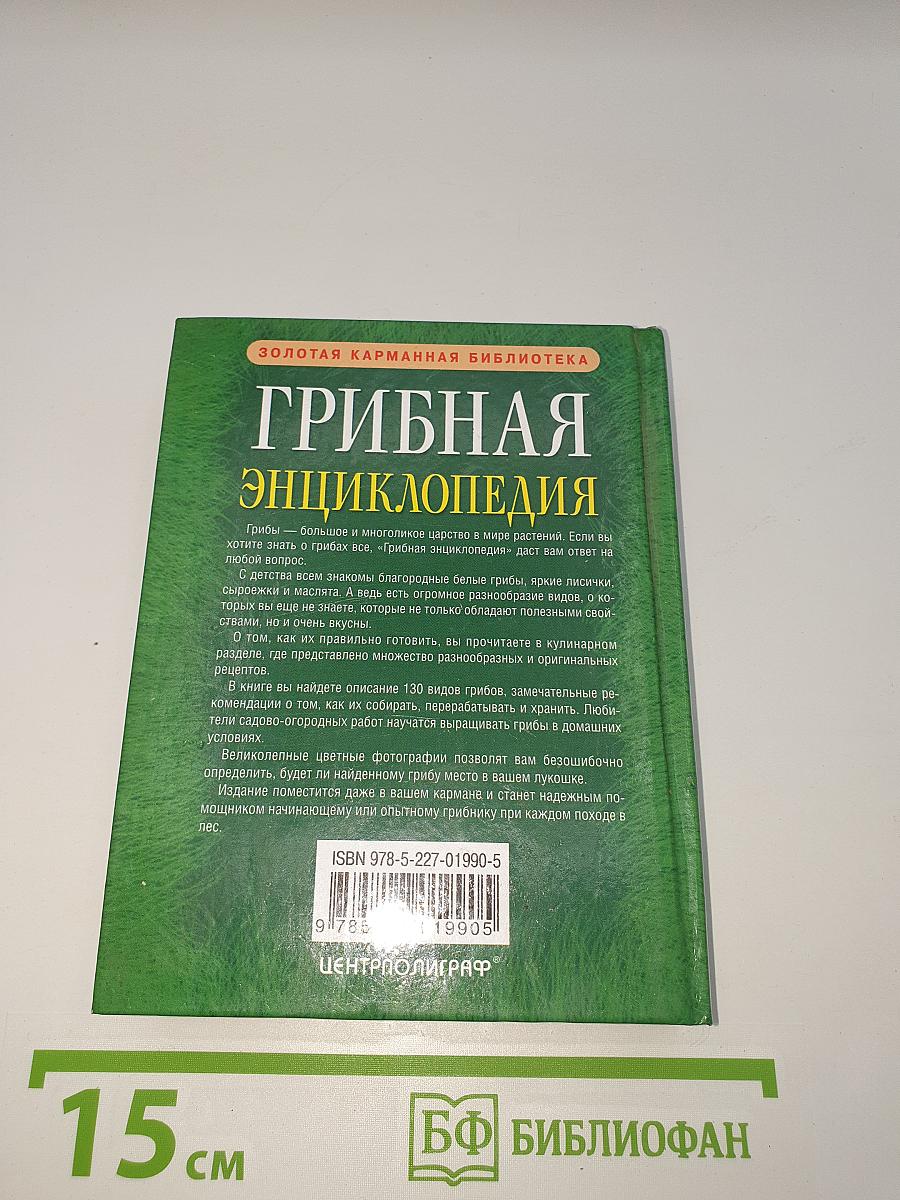 ЗОЛОТАЯ КАРМАННАЯ БИБЛИОТЕКА
ГРИБНАЯ
ЭНЦИКЛОПЕДИЯ
Грибы — большое и многоликое царство в мире растений. Если вы
хотите знать о грибах все, «Грибная энциклопедия» даст вам ответ на
любой вопрос.
С детства всем знакомы благородные белые грибы, яркие лисички,
сыроежки и маслята. А ведь есть огромное разнообразие видов, о ко-
торых вы еще не знаете, которые не только обладают полезными свой-
ствами, но и очень вкусны.
О том, как их правильно готовить, вы прочитаете в кулинарном
разделе, где представлено множество разнообразных и оригинальных
рецептов.
В книге вы найдете описание 130 видов грибов, замечательные ре-
комендации о том, как их собирать, перерабатывать и хранить. Люби-
тели садово-огородных работ научатся выращивать грибы в домашних
условиях.
Великолепные цветные фотографии позволят вам безошибочно
определить, будет ли найденному грибу место в вашем лукошке.
Издание поместится даже в вашем кармане и станет надежным по-
мощником начинающему или опытному грибнику при каждом походе в
лес.
ISBN 978-5-227-01990-5
9 785 119905
ЦЕНТРПОЛИГРАФ®
15 см
БФ БИБЛИОФАН